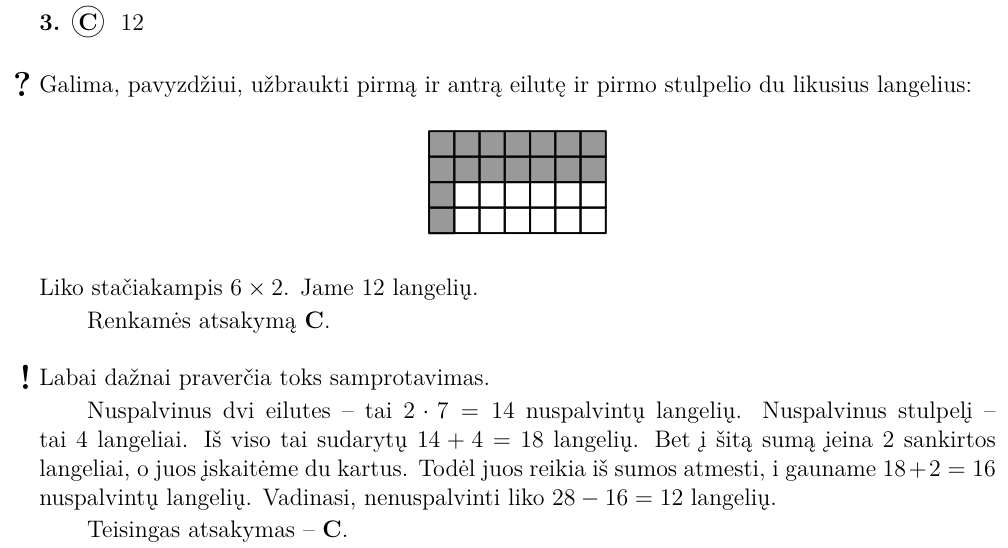 3. C 12
? Galima, pavyzdžiui, užbraukti pirmą ir antrą eilutę ir pirmo stulpelio du likusius langelius:
Liko stačiakampis 6 × 2. Jame 12 langelių.
Renkamės atsakymą C.
! Labai dažnai praverčia toks samprotavimas.
Nuspalvinus dvi eilutes – tai 2 · 7 = 14 nuspalvintų langelių. Nuspalvinus stulpelį –
tai 4 langeliai. Iš viso tai sudarytų 14 + 4 = 18 langelių. Bet į šitą sumą įeina 2 sankirtos
langeliai, o juos įskaitėme du kartus. Todėl juos reikia iš sumos atmesti, i gauname 18+2 = 16
nuspalvintų langelių. Vadinasi, nenuspalvinti liko 28 − 16 = 12 langelių.
Teisingas atsakymas – C.